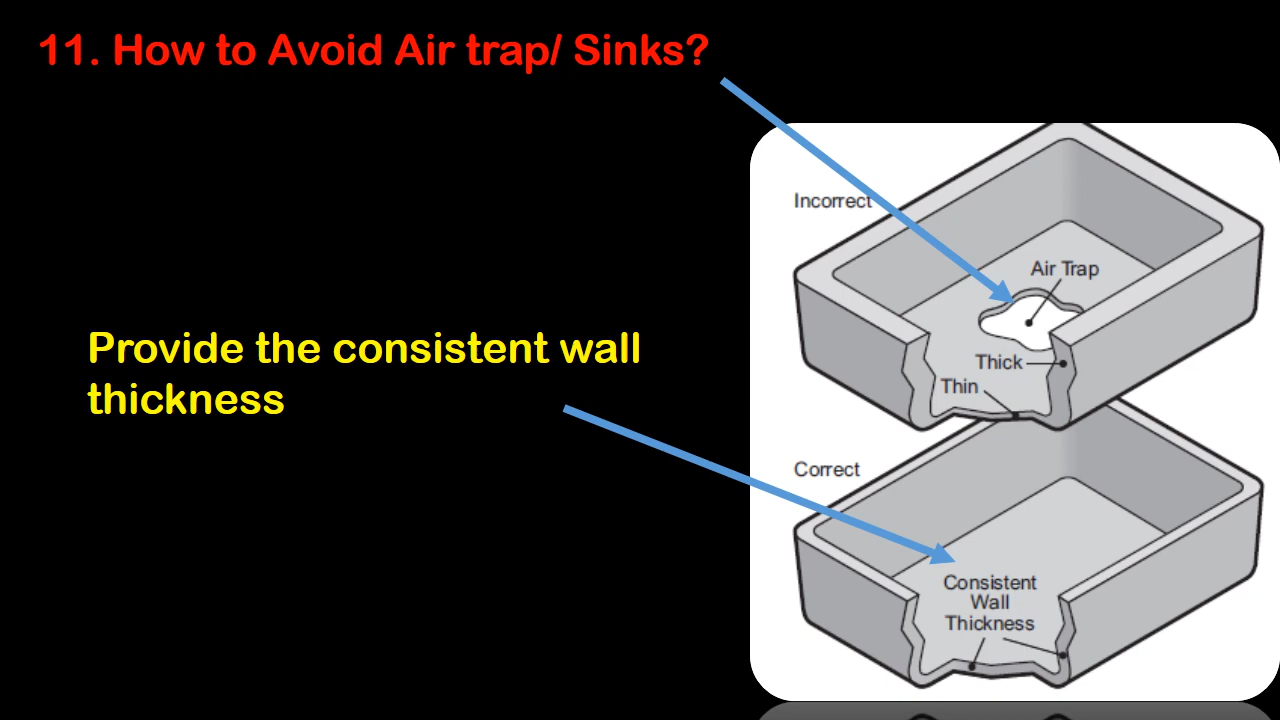 11. How to Avoid Air trap/ Sinks?
Incorrect
Air Trap
Provide the consistent wall
thickness
Thick
Thin
Correct
Consistent
Wall
Thickness